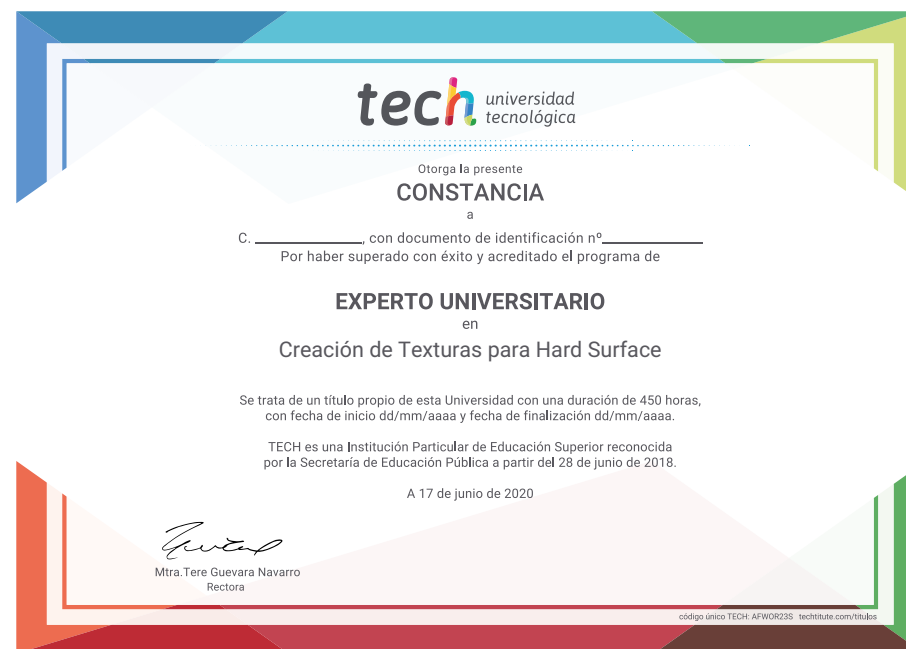 tech universidad
tecnológica
Otorga la presente
CONSTANCIA
a
C. ______________, con documento de identificación nº_____________
Por haber superado con éxito y acreditado el programa de
EXPERTO UNIVERSITARIO
en
Creación de Texturas para Hard Surface
Se trata de un título propio de esta Universidad con una duración de 450 horas,
con fecha de inicio dd/mm/aaaa y fecha de finalización dd/mm/aaaa.
TECH es una Institución Particular de Educación Superior reconocida
por la Secretaría de Educación Pública a partir del 28 de junio de 2018.
A 17 de junio de 2020
Mtra.Tere Guevara Navarro
Rectora
código único TECH: AFWOR23S techtitute.com/titulos